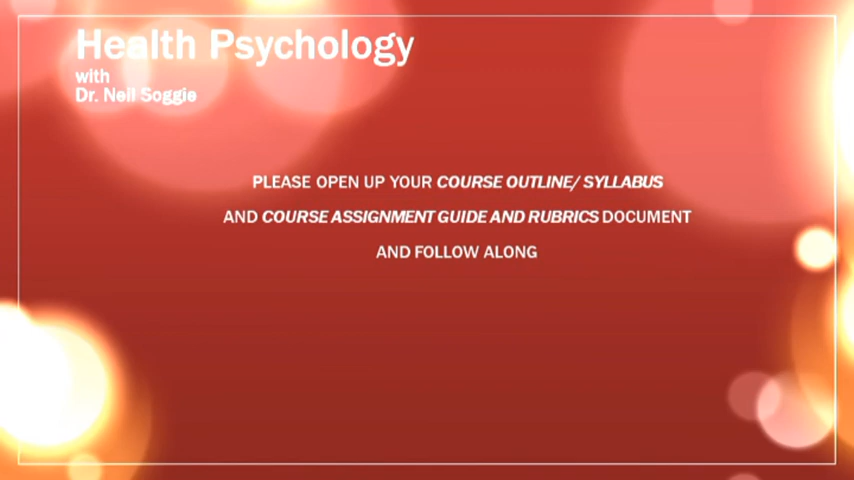 Health Psychology
with
Dr. Neil Soggie
PLEASE OPEN UP YOUR COURSE OUTLINE/ SYLLABUS
AND COURSE ASSIGNMENT GUIDE AND RUBRICS DOCUMENT
AND FOLLOW ALONG